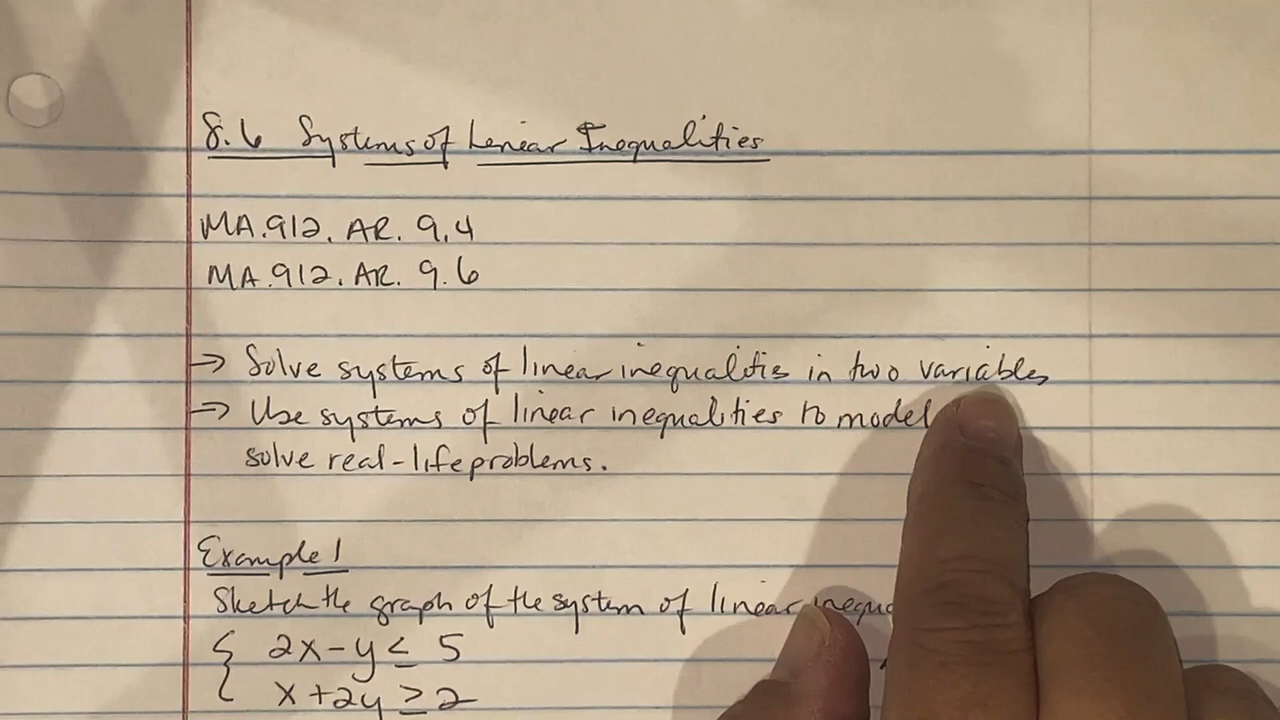 8.6 Systems of Linear Inequalities
MA.912.AR.9.4
MA.912.AR.9.6
→ Solve systems of linear inequalities in two variables
→ Use systems of linear inequalities to model
solve real-life problems.
Example 1
Sketch the graph of the system of linear
2x-y ≤ 5
x+2y ≥ 2